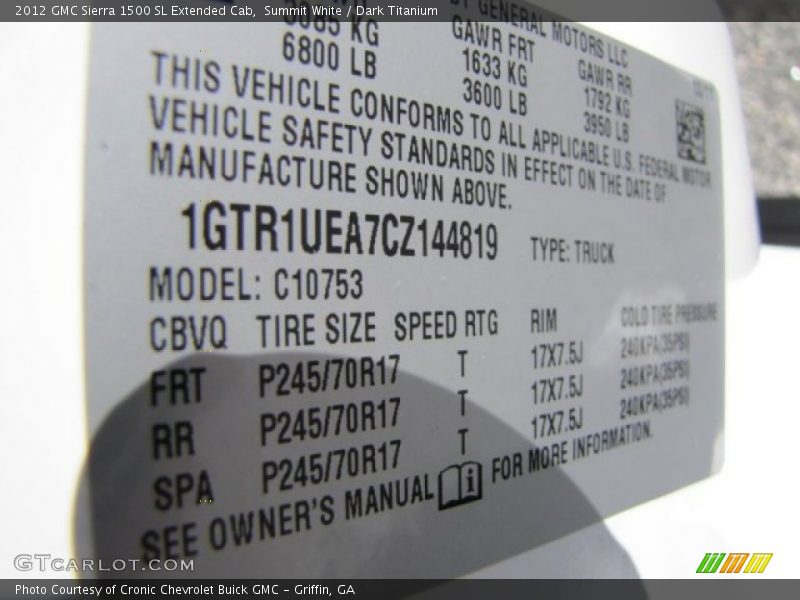 2012 GMC Sierra 1500 SL Extended Cab,  Summit White / Dark Titanium
GENERAL MOTORS LLC
3085 KG GAWR FRT GAWR RR
6800 LB 1633 KG 1792 KG
3600 LB 3950 LB
THIS VEHICLE CONFORMS TO ALL APPLICABLE U.S. FEDERAL MOTOR
VEHICLE SAFETY STANDARDS IN EFFECT ON THE DATE OF
MANUFACTURE SHOWN ABOVE.
1GTR1UEA7CZ144819 TYPE: TRUCK
MODEL: C10753
CBVQ TIRE SIZE SPEED RTG RIM COLD TIRE PRESSURE
FRT P245/70R17 T 17X7.5J 240KPA(35PSI)
RR P245/70R17 T 17X7.5J 240KPA(35PSI)
SPA P245/70R17 T 17X7.5J 240KPA(35PSI)
SEE OWNER'S MANUAL FOR MORE INFORMATION.
GTCARLOT.COM
Photo Courtesy of Cronic Chevrolet Buick GMC – Griffin, GA